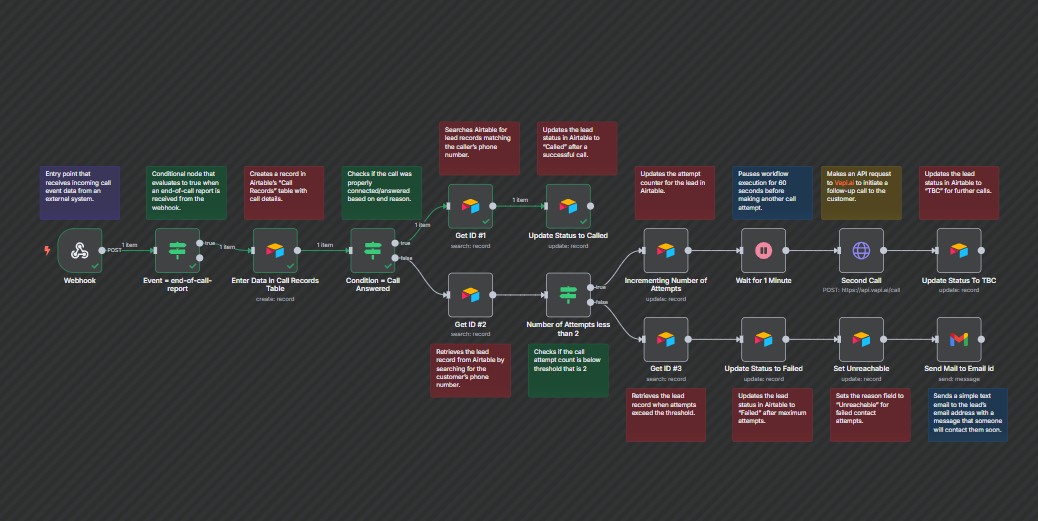 Searches Airtable for
lead records matching
the caller's phone
number.
Updates the lead
status in Airtable to
"Called" after a
successful call.
Entry point that
receives incoming call
event data from an
external system.
Conditional node that
evaluates to true when
an end-of-call-report is
received from the
webhook.
Creates a record in
Airtable's "Call
Records" table with
call details.
Checks if the call was
properly
connected/answered
based on end reason.
Updates the attempt
counter for the lead in
Airtable.
Pauses workflow
execution for 60
seconds before
making another call
attempt.
Makes an API request
to Vapi.ai to initiate a
follow-up call to the
customer.
Updates the lead
status in Airtable to
"TBC" for further calls.
1 item
1 item
Get ID #1
search: record
Update Status to Called
update: record
POST
1 item
true
1 item
1 item
true
false
Webhook
Event = end-of-call-
report
Enter Data in Call Records
Table
create: record
Condition = Call
Answered
Incrementing Number of
Attempts
update: record
Wait for 1 Minute
Second Call
POST: https://api.vapi.ai/call
Update Status To TBC
update: record
true
false
Get ID #2
search: record
Number of Attempts less
than 2
Retrieves the lead
record from Airtable by
searching for the
customer's phone
number.
Checks if the call
attempt count is below
threshold that is 2
Get ID #3
search: record
Update Status to Failed
update: record
Set Unreachable
update: record
Send Mail to Email id
send: message
Retrieves the lead
record when attempts
exceed the threshold.
Updates the lead
status in Airtable to
"Failed" after maximum
attempts.
Sets the reason field to
"Unreachable" for
failed contact
attempts.
Sends a simple text
email to the lead's
email address with a
message that someone
will contact them soon.